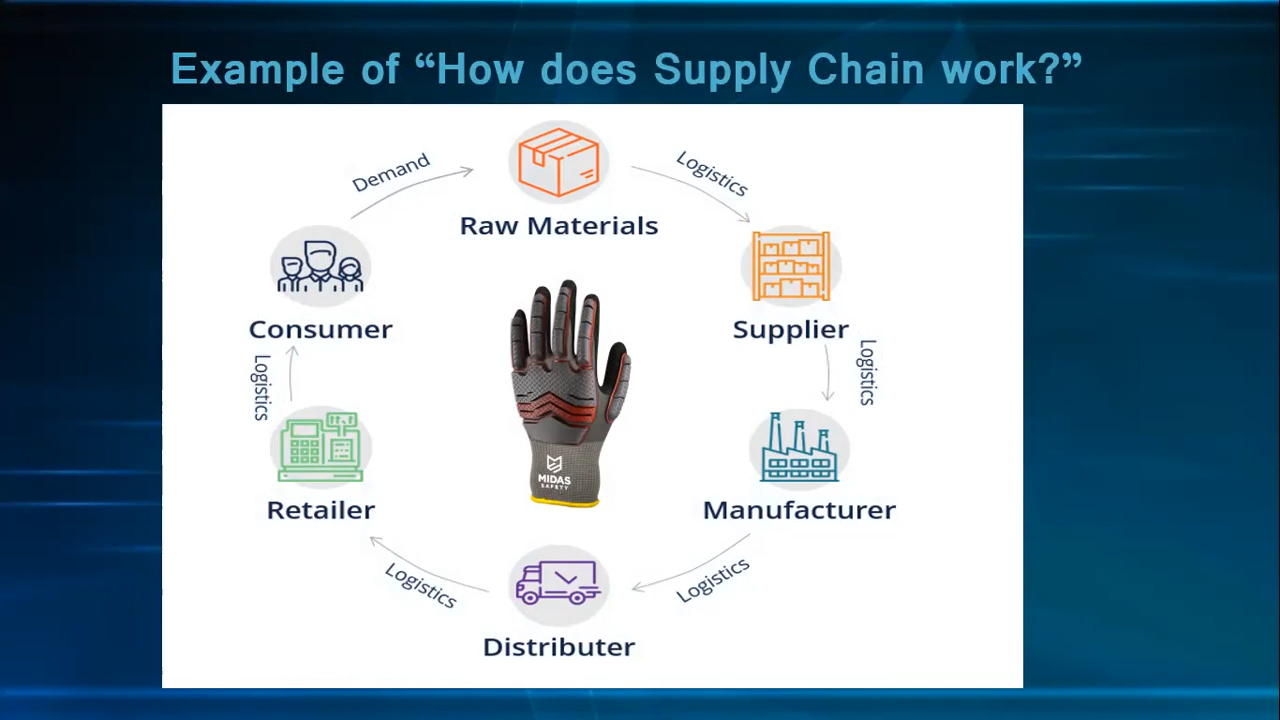 Example of “How does Supply Chain work?”
Demand
Logistics
Raw Materials
Consumer
Supplier
Logistics
Logistics
MIDAS
SAFETY
Retailer
Manufacturer
Logistics
Logistics
Distributer